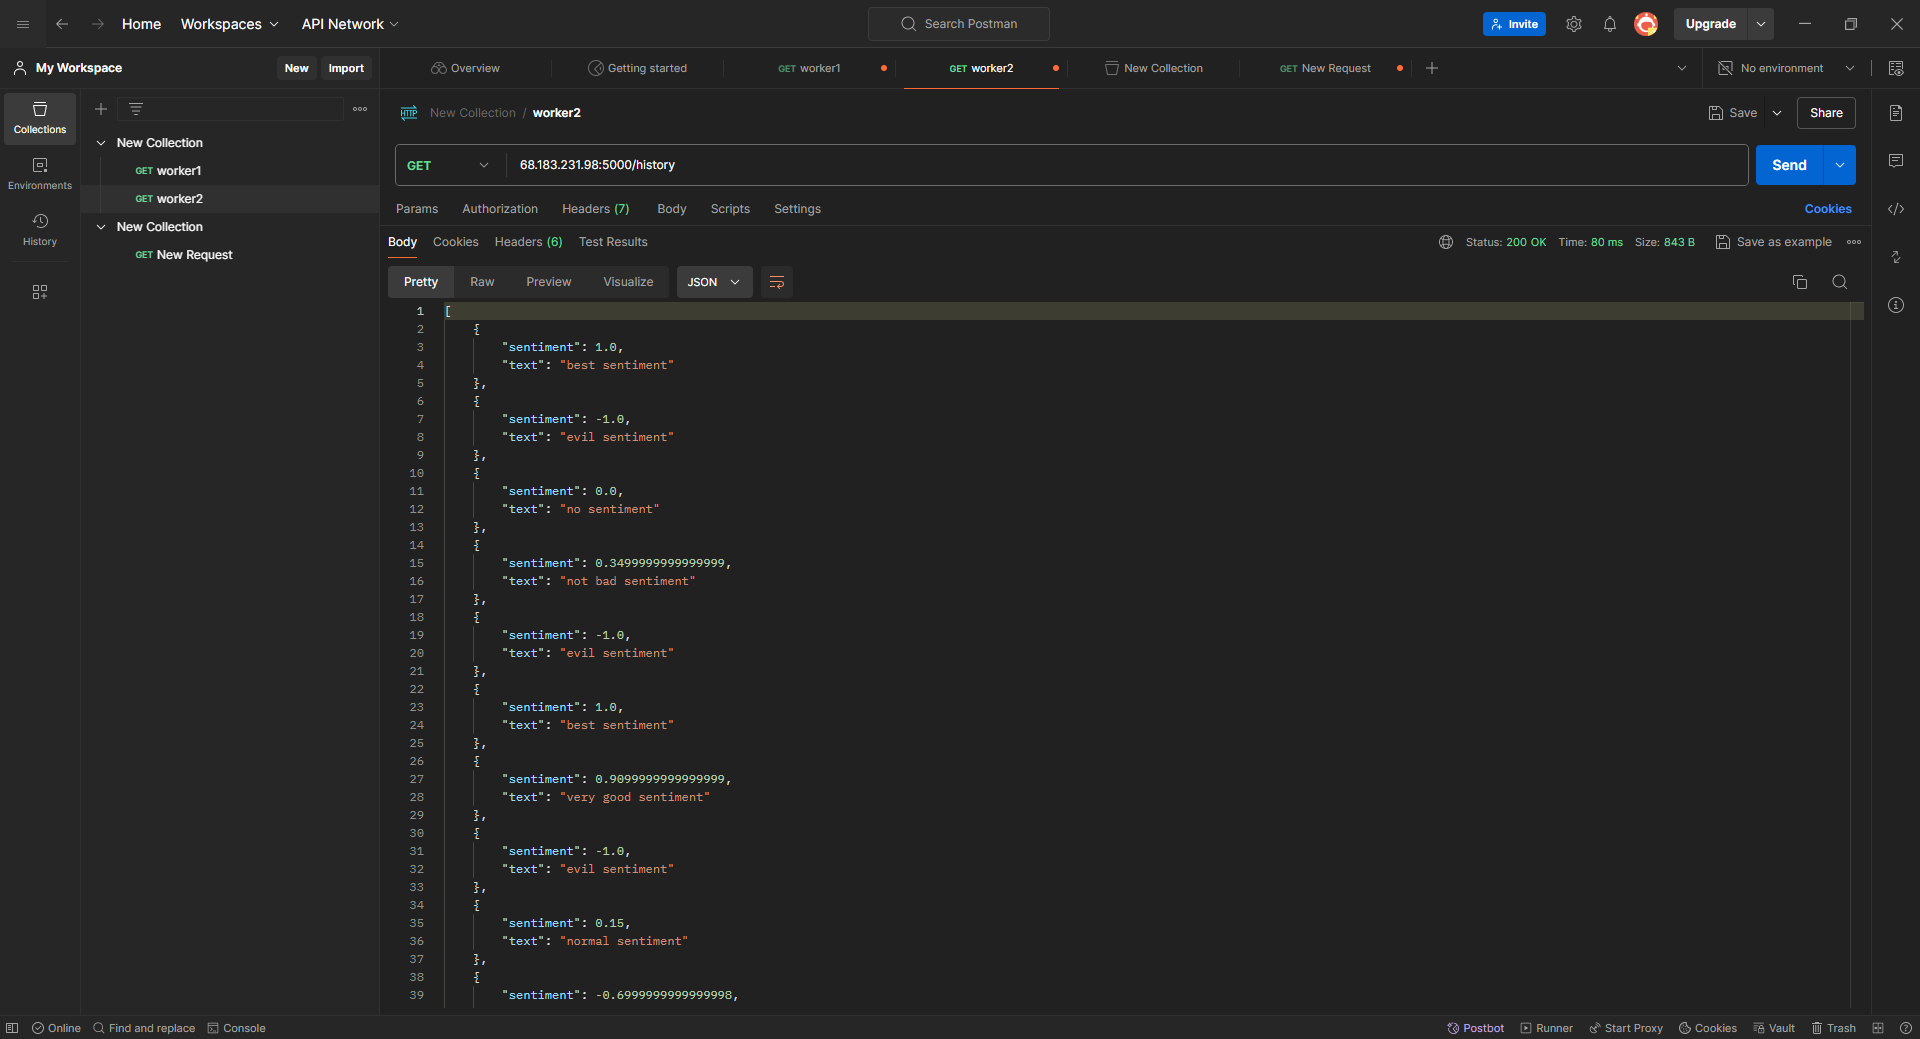 Home Workspaces API Network Search Postman Invite Upgrade
My Workspace New Import Overview Getting started GET worker1 GET worker2 New Collection GET New Request No environment
Collections
Environments
History
New Collection
GET worker1
GET worker2
New Collection
GET New Request
HTTP New Collection / worker2 Save Share
GET 68.183.231.98:5000/history Send
Params Authorization Headers (7) Body Scripts Settings Cookies
Body Cookies Headers (6) Test Results Status: 200 OK Time: 80 ms Size: 843 B Save as example
Pretty Raw Preview Visualize JSON
1 [
2 {
3 "sentiment": 1.0,
4 "text": "best sentiment"
5 },
6 {
7 "sentiment": -1.0,
8 "text": "evil sentiment"
9 },
10 {
11 "sentiment": 0.0,
12 "text": "no sentiment"
13 },
14 {
15 "sentiment": 0.3499999999999999,
16 "text": "not bad sentiment"
17 },
18 {
19 "sentiment": -1.0,
20 "text": "evil sentiment"
21 },
22 {
23 "sentiment": 1.0,
24 "text": "best sentiment"
25 },
26 {
27 "sentiment": 0.9099999999999999,
28 "text": "very good sentiment"
29 },
30 {
31 "sentiment": -1.0,
32 "text": "evil sentiment"
33 },
34 {
35 "sentiment": 0.15,
36 "text": "normal sentiment"
37 },
38 {
39 "sentiment": -0.6999999999999998,
Online Find and replace Console Postbot Runner Start Proxy Cookies Vault Trash